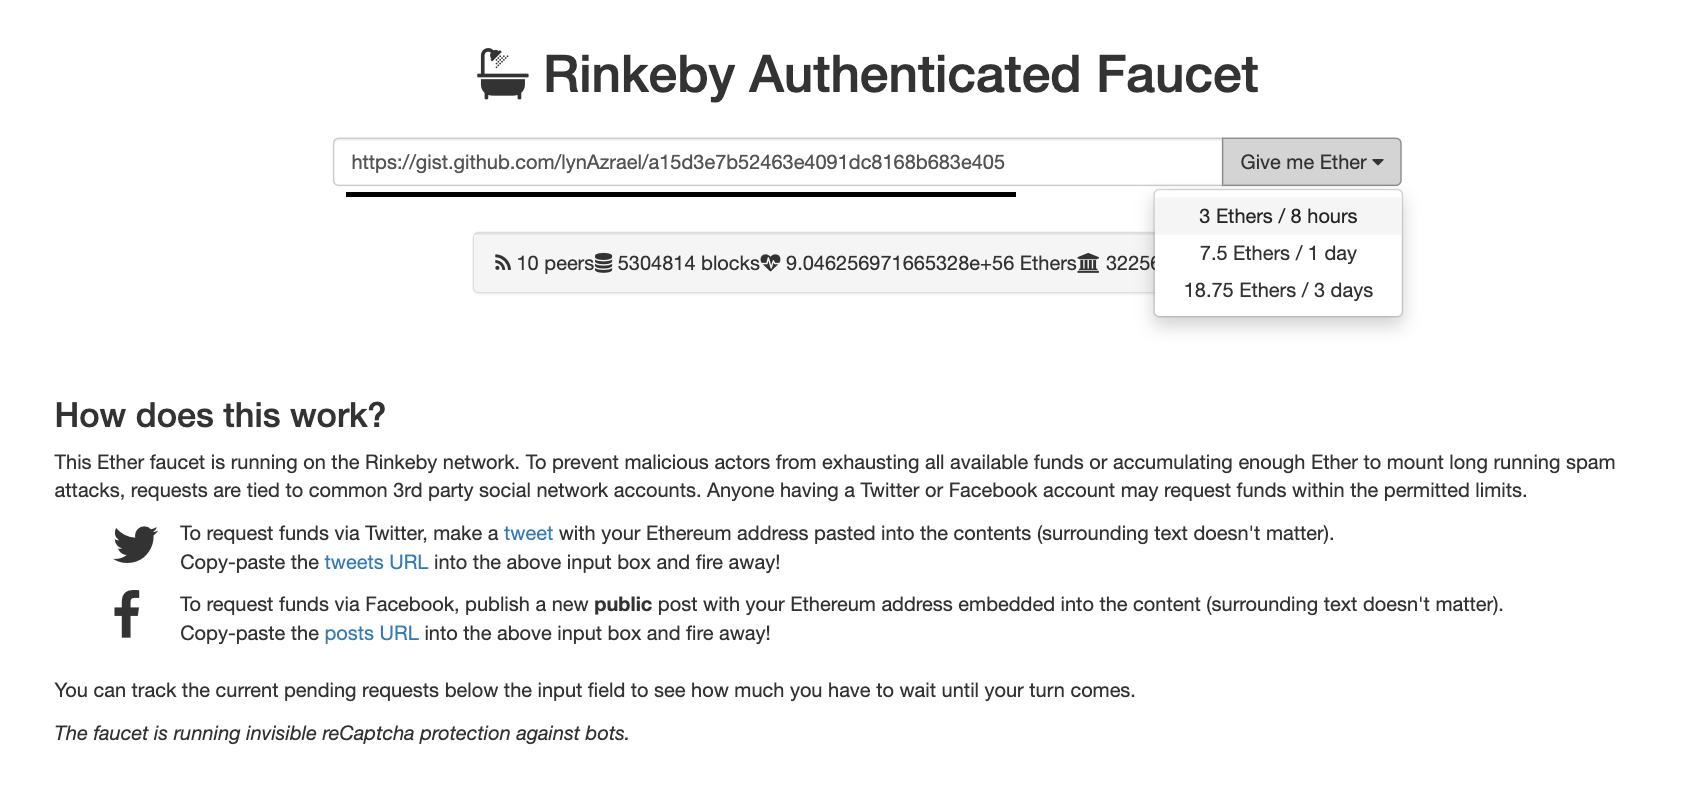 Rinkeby Authenticated Faucet
https://gist.github.com/lynAzrael/a15d3e7b52463e4091dc8168b683e405
Give me Ether
3 Ethers / 8 hours
7.5 Ethers / 1 day
18.75 Ethers / 3 days
10 peers 5304814 blocks 9.046256971665328e+56 Ethers 32256
How does this work?
This Ether faucet is running on the Rinkeby network. To prevent malicious actors from exhausting all available funds or accumulating enough Ether to mount long running spam
attacks, requests are tied to common 3rd party social network accounts. Anyone having a Twitter or Facebook account may request funds within the permitted limits.
To request funds via Twitter, make a tweet with your Ethereum address pasted into the contents (surrounding text doesn't matter).
Copy-paste the tweets URL into the above input box and fire away!
To request funds via Facebook, publish a new public post with your Ethereum address embedded into the content (surrounding text doesn't matter).
Copy-paste the posts URL into the above input box and fire away!
You can track the current pending requests below the input field to see how much you have to wait until your turn comes.
The faucet is running invisible reCaptcha protection against bots.